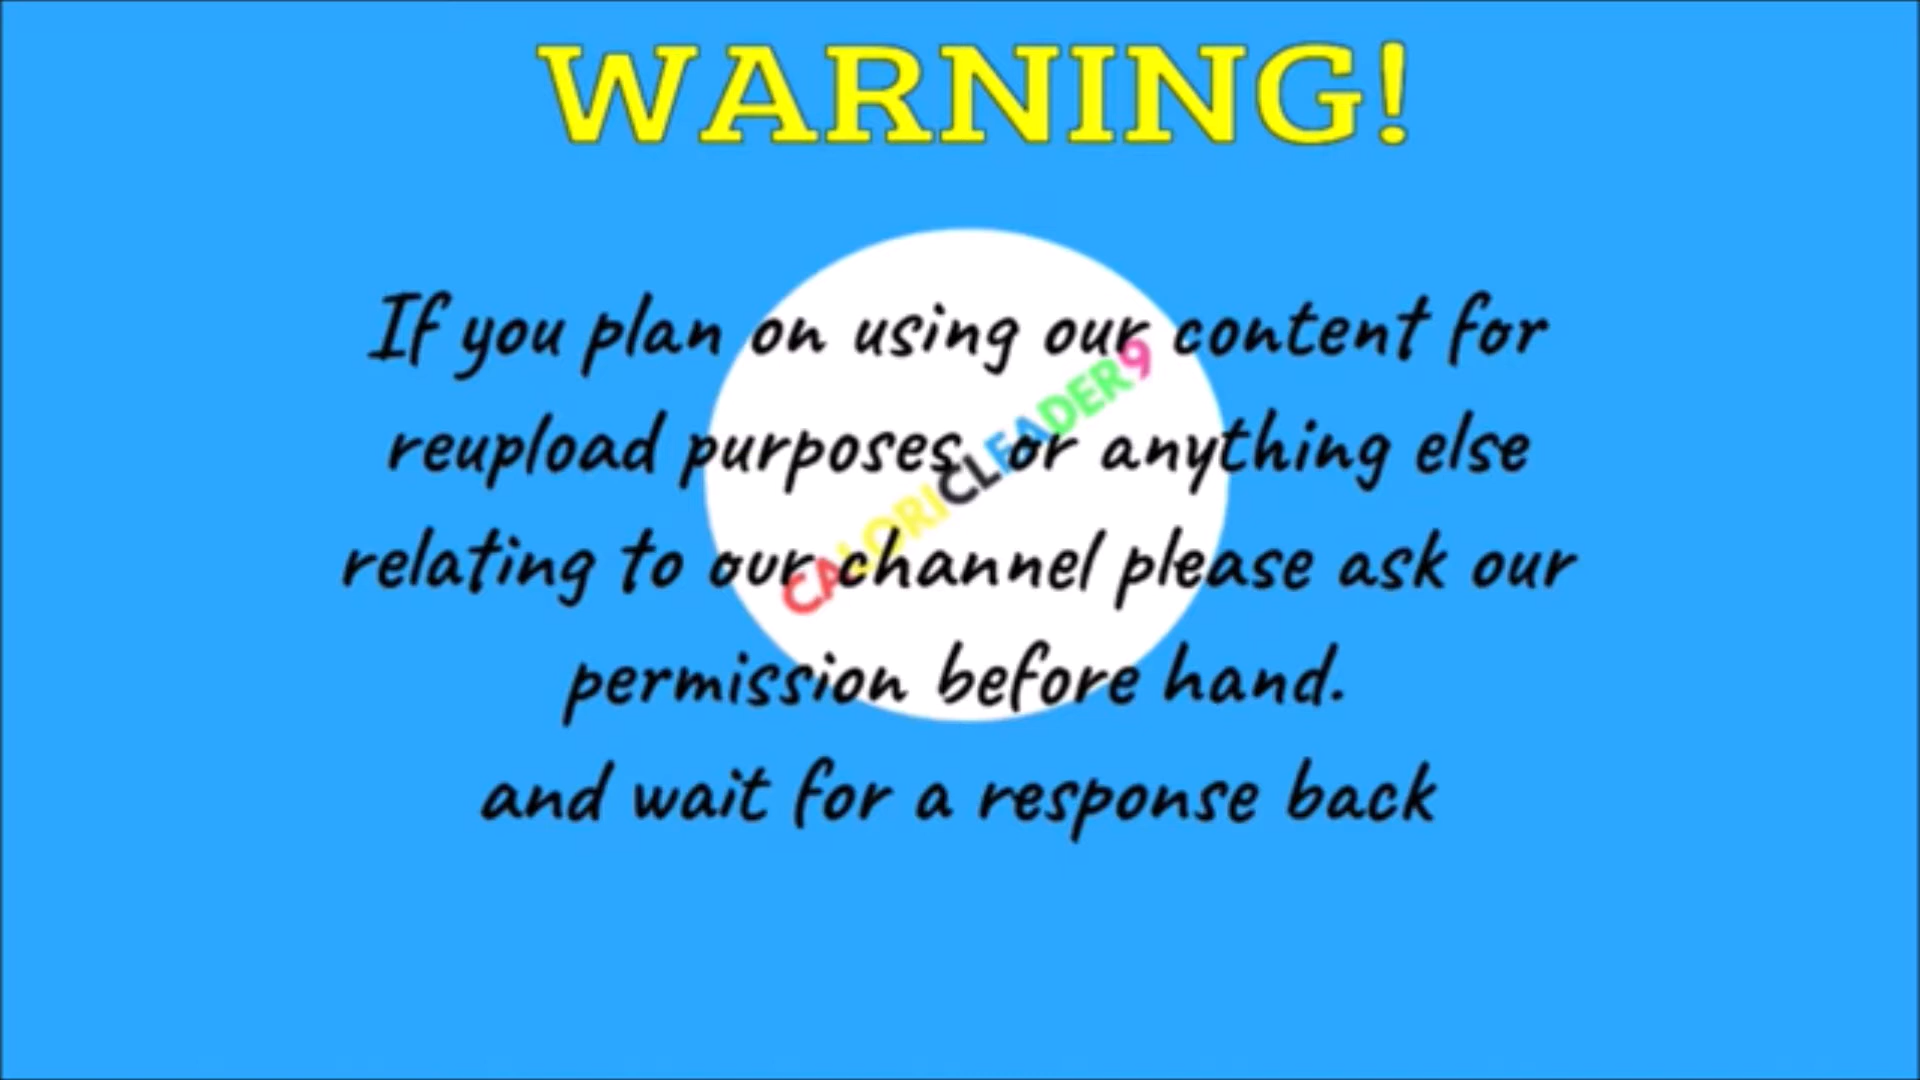 WARNING!
If you plan on using our content for
reupload purposes, or anything else
relating to our channel please ask our
permission before hand.
and wait for a response back
CALORICLEADER9